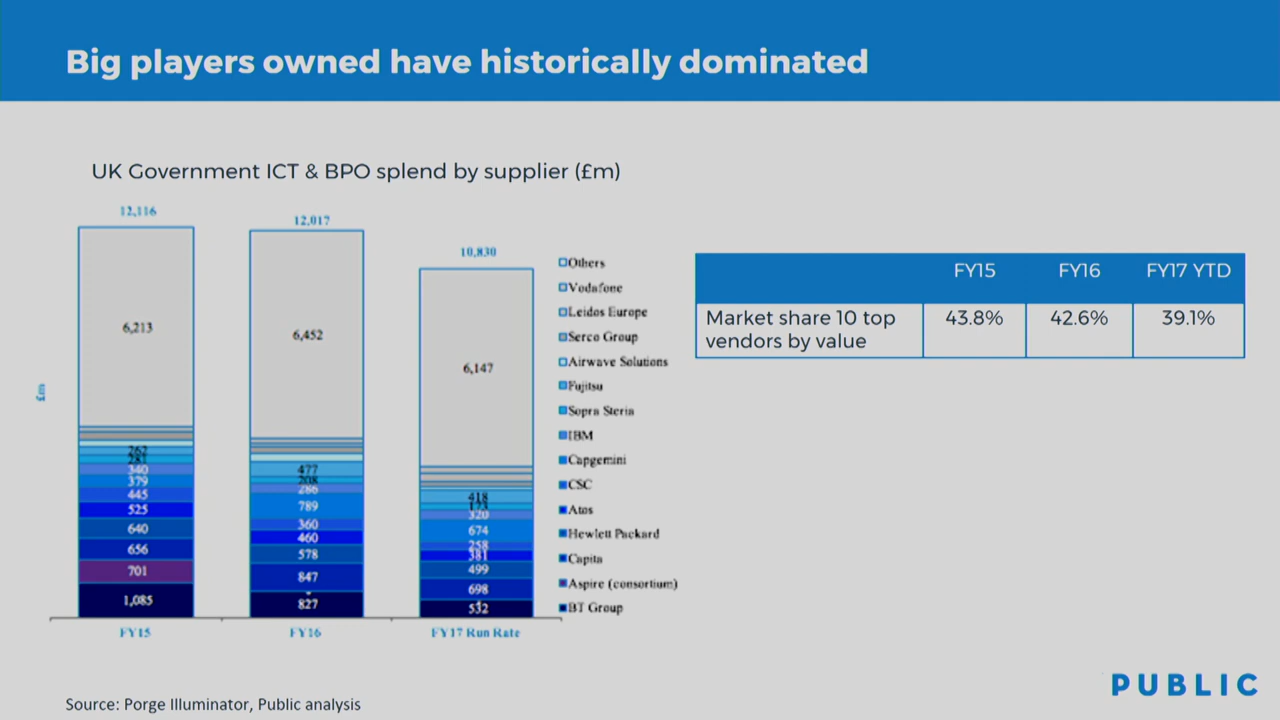 Big players owned have historically dominated
UK Government ICT & BPO splend by supplier (£m)
12,116
12,017
10,830
6,213
6,452
6,147
£m
262
281
340
379
445
525
640
656
701
1,085
477
208
286
789
360
460
578
847
827
418
173
320
674
258
381
499
698
532
FY15
FY16
FY17 Run Rate
Others
Vodafone
Leidos Europe
Serco Group
Airwave Solutions
Fujitsu
Sopra Steria
IBM
Capgemini
CSC
Atos
Hewlett Packard
Capita
Aspire (consortium)
BT Group
FY15 FY16 FY17 YTD
Market share 10 top 43.8% 42.6% 39.1%
vendors by value
PUBLIC
Source: Porge Illuminator, Public analysis